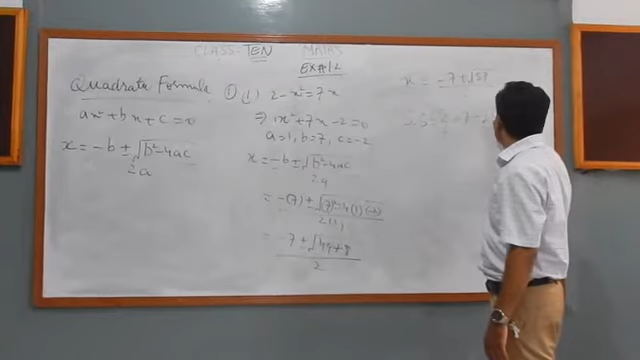 CLASS-TEN MATHS
EX#1.2
Quadratic Formula
ax²+bx+c=0
x = -b ± √b²-4ac
2a
① (i) 2-x²=7x
⇒ 1x²+7x-2=0
a=1, b=7, c=-2
x = -b ± √b²-4ac
2a
= -(7) ± √(7)²-4(1)(-2)
2(1)
= -7 ± √49+8
2
x = -7 ± √57